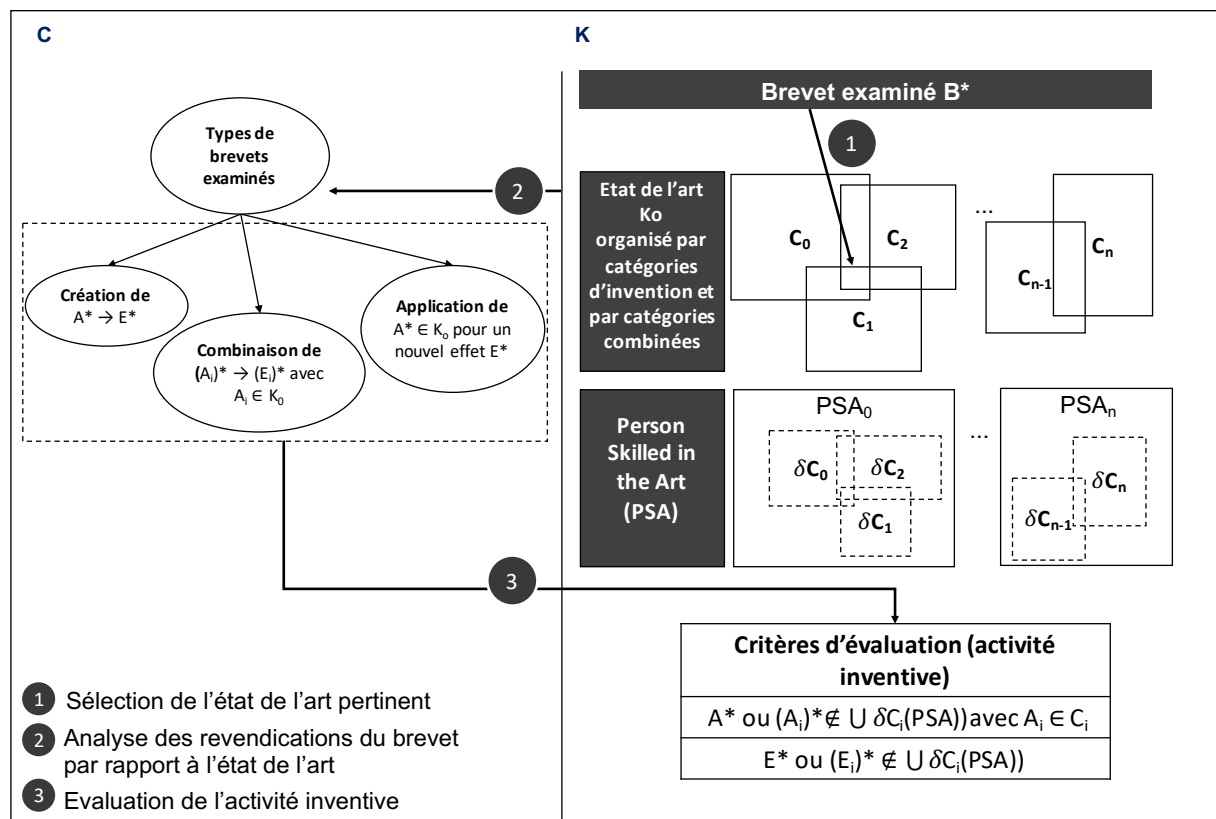 C
K
Brevet examiné B*
1
Types de
brevets
examinés
2
Etat de l'art
Ko
organisé par
catégories
d'invention et
par catégories
combinées
C₀
C₂
C₁
...
Cₙ₋₁
Cₙ
Création de
A* → E*
Combinaison de
(Aᵢ)* → (Eᵢ)* avec
Aᵢ ∈ K₀
Application de
A* ∈ Kₒ pour un
nouvel effet E*
Person
Skilled in
the Art
(PSA)
PSA₀
δC₀
δC₂
δC₁
...
PSAₙ
δCₙ
δCₙ₋₁
3
Critères d'évaluation (activité
inventive)
A* ou (Aᵢ)*∉ ⋃ δCᵢ(PSA)) avec Aᵢ ∈ Cᵢ
E* ou (Eᵢ)* ∉ ⋃ δCᵢ(PSA))
1 Sélection de l'état de l'art pertinent
2 Analyse des revendications du brevet
par rapport à l'état de l'art
3 Evaluation de l'activité inventive